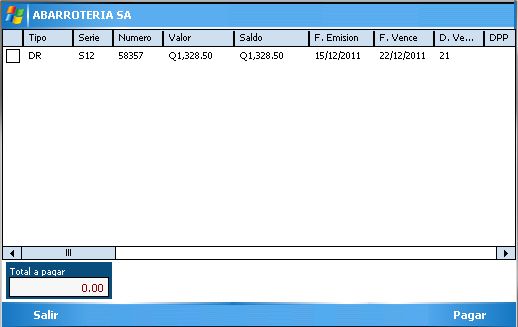 ABARROTERIA SA
Tipo Serie Numero Valor Saldo F. Emision F. Vence D. Ve... DPP
DR S12 58357 Q1,328.50 Q1,328.50 15/12/2011 22/12/2011 21
Total a pagar
0.00
Salir Pagar